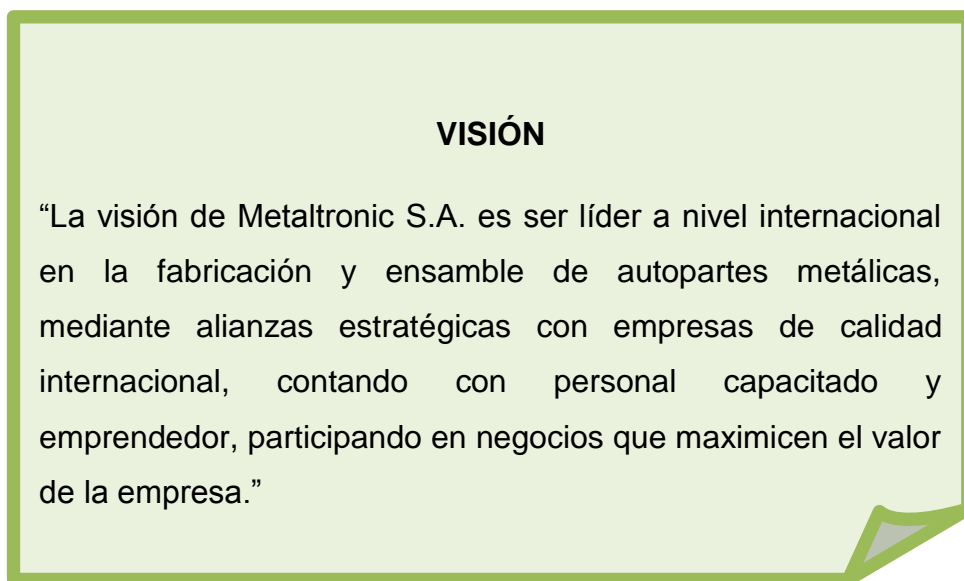 VISIÓN
“La visión de Metaltronic S.A. es ser líder a nivel internacional
en la fabricación y ensamble de autopartes metálicas,
mediante alianzas estratégicas con empresas de calidad
internacional, contando con personal capacitado y
emprendedor, participando en negocios que maximicen el valor
de la empresa.”